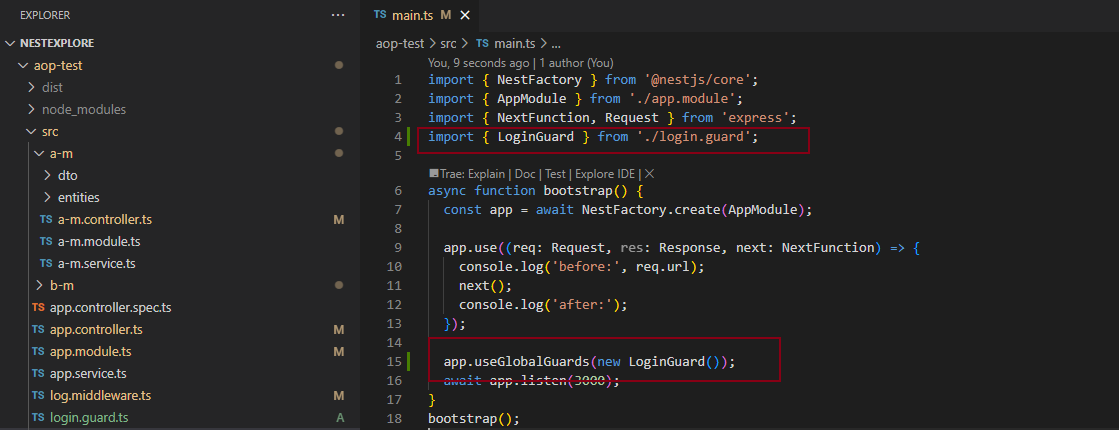 EXPLORER
...
NESTEXPLORE
aop-test
dist
node_modules
src
a-m
dto
entities
TS a-m.controller.ts M
TS a-m.module.ts
TS a-m.service.ts
b-m
TS app.controller.spec.ts
TS app.controller.ts M
TS app.module.ts M
TS app.service.ts
TS log.middleware.ts M
TS login.guard.ts A
TS main.ts M ×
aop-test > src > TS main.ts > ...
You, 9 seconds ago | 1 author (You)
1 import { NestFactory } from '@nestjs/core';
2 import { AppModule } from './app.module';
3 import { NextFunction, Request } from 'express';
4 import { LoginGuard } from './login.guard';
5
Trae: Explain | Doc | Test | Explore IDE | ×
6 async function bootstrap() {
7 const app = await NestFactory.create(AppModule);
8
9 app.use((req: Request, res: Response, next: NextFunction) => {
10 console.log('before:', req.url);
11 next();
12 console.log('after:');
13 });
14
15 app.useGlobalGuards(new LoginGuard());
16 await app.listen(3000);
17 }
18 bootstrap();